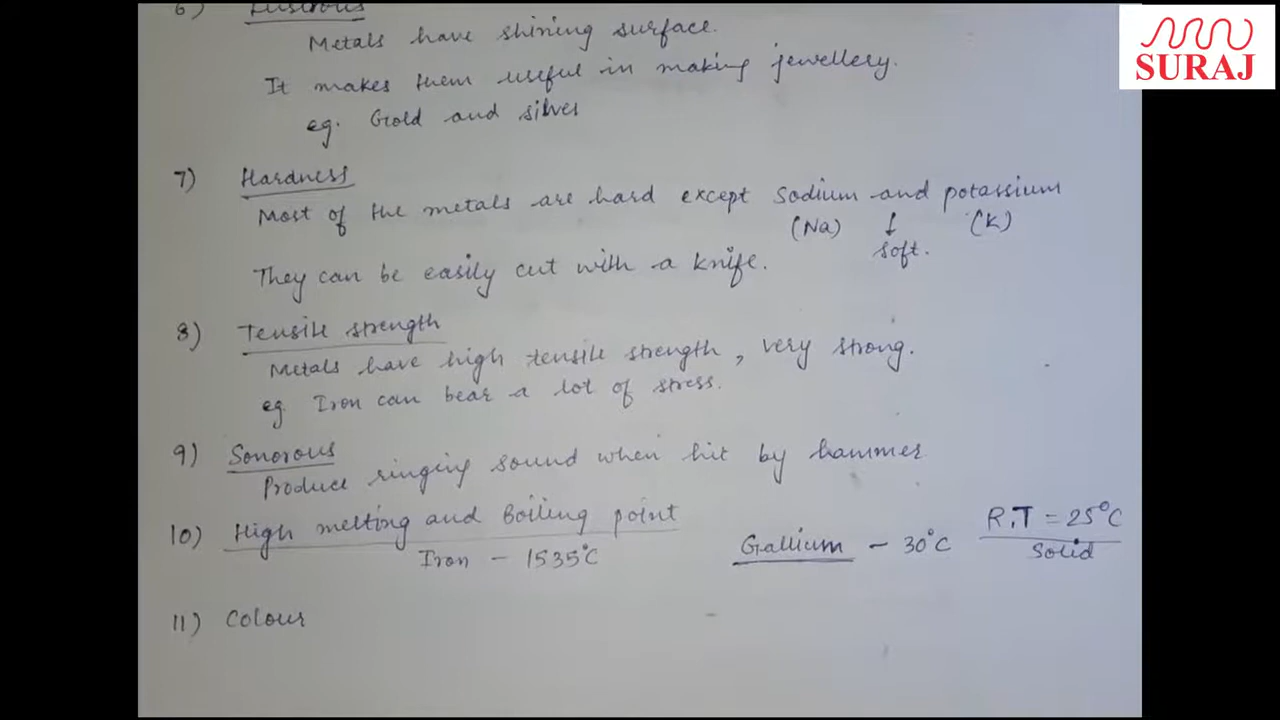 6) Lustrous
Metals have shining surface.
It makes them useful in making jewellery.
eg. Gold and silver
7) Hardness
Most of the metals are hard except Sodium and potassium
(Na) ↓ (K)
soft.
They can be easily cut with a knife.
8) Tensile strength
Metals have high tensile strength, very strong.
eg. Iron can bear a lot of stress.
9) Sonorous
Produce ringing sound when hit by hammer
10) High melting and Boiling point
Iron - 1535°C Gallium - 30°C R.T = 25°C
Solid
11) Colour
SURAJ